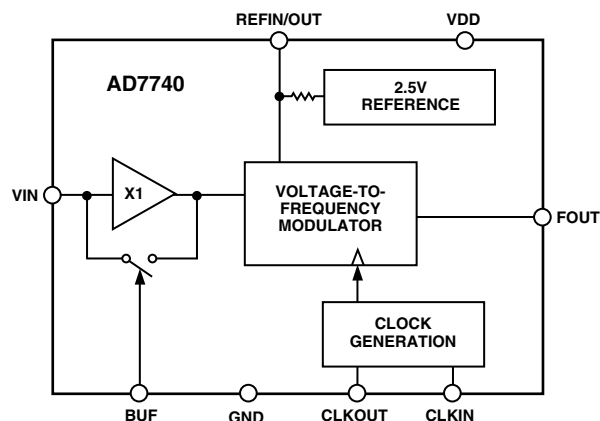 REFIN/OUT
VDD
AD7740
2.5V
REFERENCE
VIN
X1
VOLTAGE-TO-
FREQUENCY
MODULATOR
FOUT
CLOCK
GENERATION
BUF
GND
CLKOUT
CLKIN